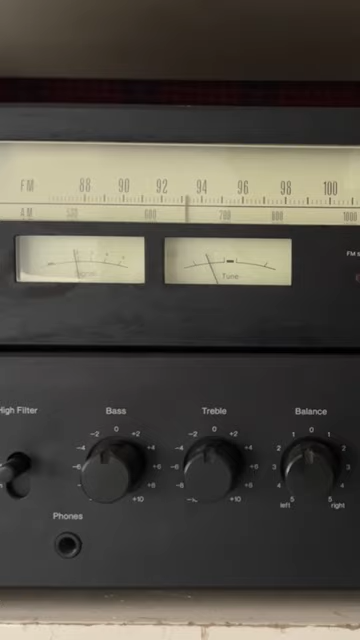 FM 88 90 92 94 96 98 100
AM 600 700 800 1000
Tune
High Filter Bass Treble Balance
-2 0 +2 -2 0 +2 1 0 1
-4 +4 -4 +4 2 2
-6 +6 -6 +6 3 3
-8 +8 -8 +8 4 4
+10 +10 5 5
left right
Phones